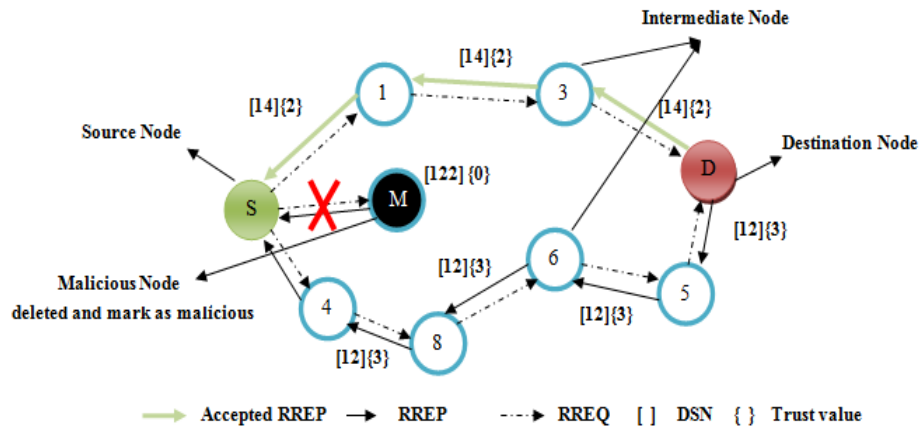 Intermediate Node
[14]{2}
[14]{2}
1
3
[14]{2}
Source Node
Destination Node
D
[122] {0}
M
S
[12]{3}
6
[12]{3}
Malicious Node
deleted and mark as malicious
4
5
[12]{3}
8
[12]{3}
Accepted RREP
RREP
RREQ
[ ] DSN
{ } Trust value